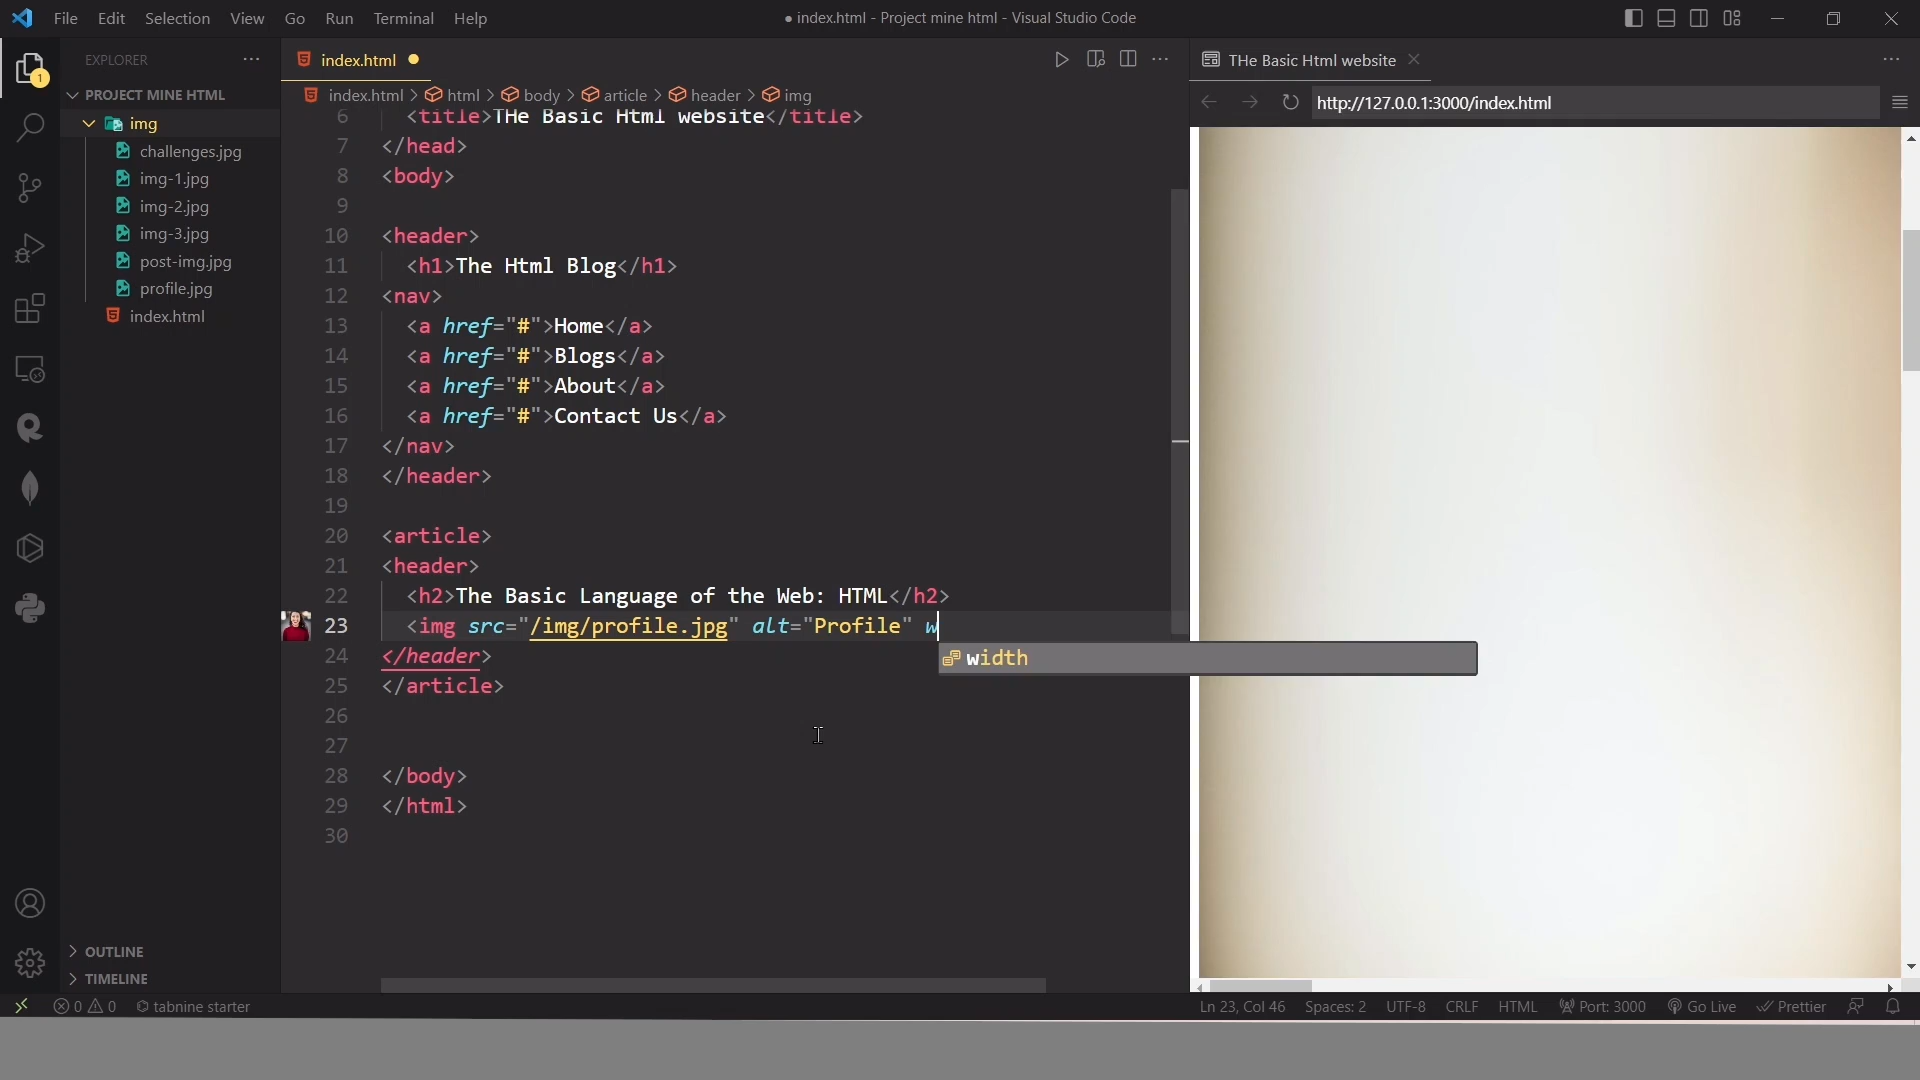 File Edit Selection View Go Run Terminal Help
● index.html - Project mine html - Visual Studio Code
EXPLORER ···
1
PROJECT MINE HTML
img
challenges.jpg
img-1.jpg
img-2.jpg
img-3.jpg
post-img.jpg
profile.jpg
index.html
OUTLINE
TIMELINE
index.html
index.html > html > body > article > header > img
6 <title>THe Basic Html website</title>
7 </head>
8 <body>
9
10 <header>
11 <h1>The Html Blog</h1>
12 <nav>
13 <a href="#">Home</a>
14 <a href="#">Blogs</a>
15 <a href="#">About</a>
16 <a href="#">Contact Us</a>
17 </nav>
18 </header>
19
20 <article>
21 <header>
22 <h2>The Basic Language of the Web: HTML</h2>
23 <img src="/img/profile.jpg" alt="Profile" w
width
24 </header>
25 </article>
26
27
28 </body>
29 </html>
30
THe Basic Html website
http://127.0.0.1:3000/index.html
0 0 tabnine starter
Ln 23, Col 46 Spaces: 2 UTF-8 CRLF HTML Port: 3000 Go Live Prettier